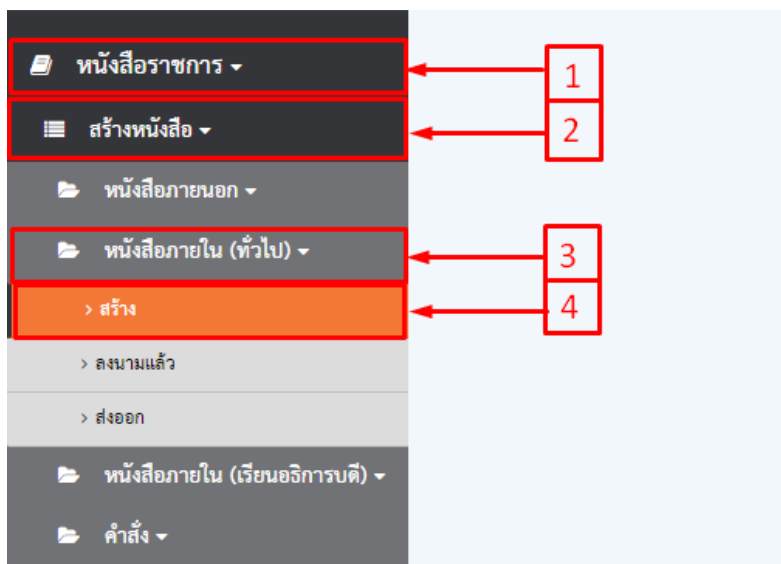 หนังสือราชการ
1
สร้างหนังสือ
2
หนังสือภายนอก
หนังสือภายใน (ทั่วไป)
3
> สร้าง
4
> ลงนามแล้ว
> ส่งออก
หนังสือภายใน (เรียนอธิการบดี)
คำสั่ง